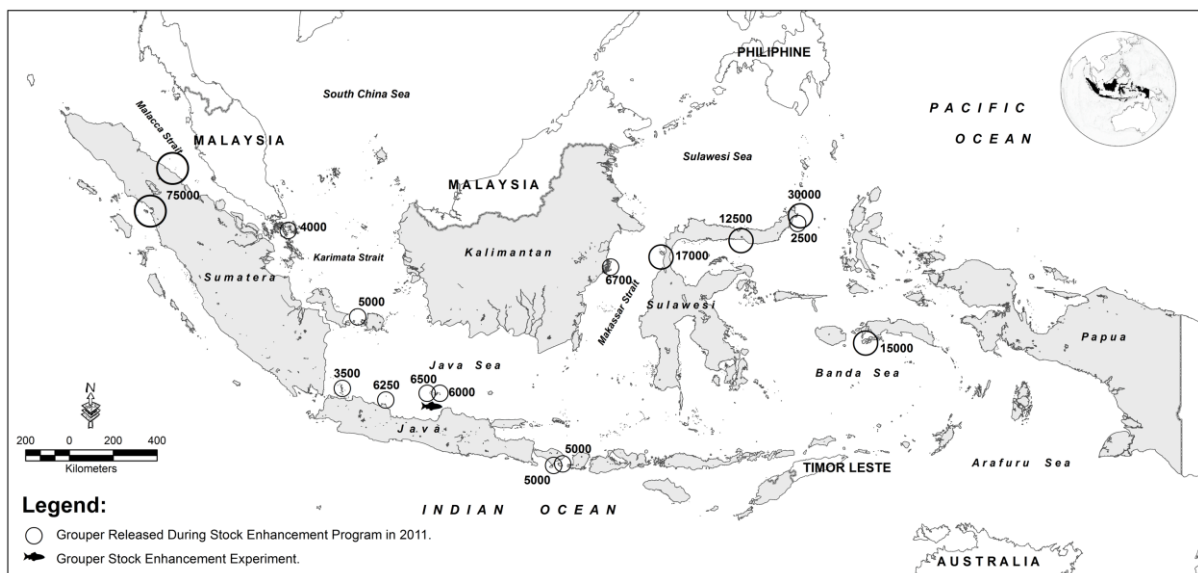 PHILIPHINE
South China Sea
PACIFIC
OCEAN
Malacca Strait
MALAYSIA
Sulawesi Sea
MALAYSIA
75000
30000
12500
2500
4000
Karimata Strait
Kalimantan
17000
6700
Sumatera
Makassar Strait
Sulawesi
5000
15000
Papua
Java Sea
Banda Sea
3500
6250
6500
6000
N
Java
200 0 200 400
Kilometers
5000
5000
TIMOR LESTE
Arafuru Sea
Legend:
INDIAN OCEAN
Grouper Released During Stock Enhancement Program in 2011.
Grouper Stock Enhancement Experiment.
AUSTRALIA